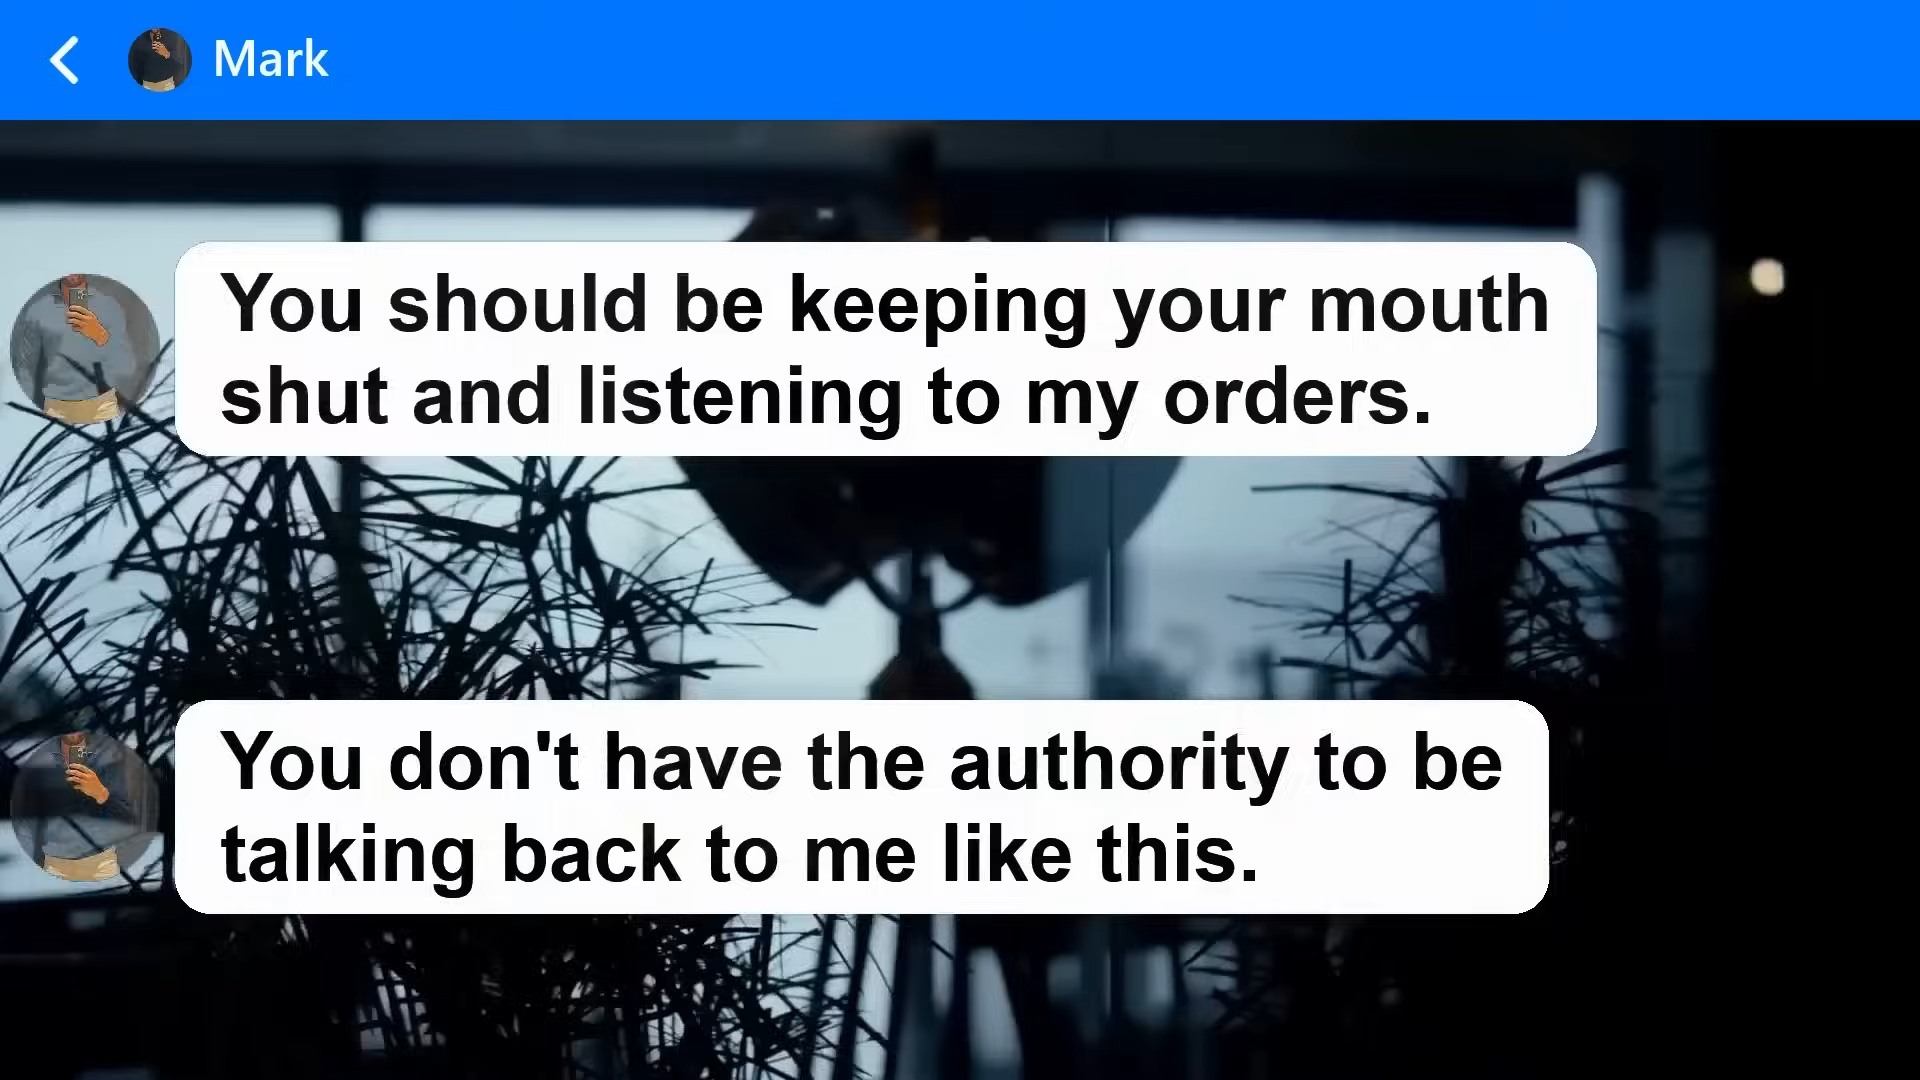 Mark
You should be keeping your mouth
shut and listening to my orders.
You don't have the authority to be
talking back to me like this.